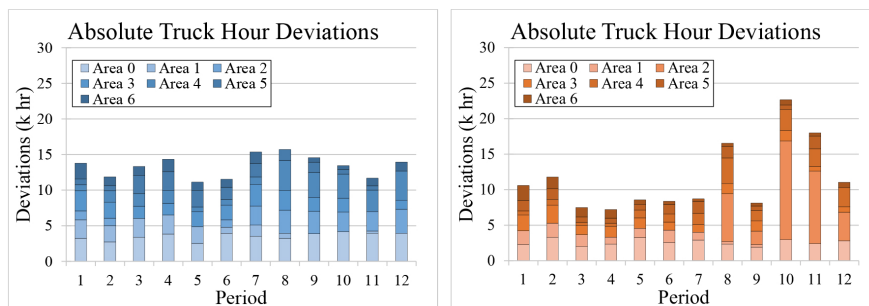 Absolute Truck Hour Deviations
Deviations (k hr)
30
25
20
15
10
5
0
Area 0 Area 1 Area 2
Area 3 Area 4 Area 5
Area 6
1 2 3 4 5 6 7 8 9 10 11 12
Period
Absolute Truck Hour Deviations
Deviations (k hr)
30
25
20
15
10
5
0
Area 0 Area 1 Area 2
Area 3 Area 4 Area 5
Area 6
1 2 3 4 5 6 7 8 9 10 11 12
Period